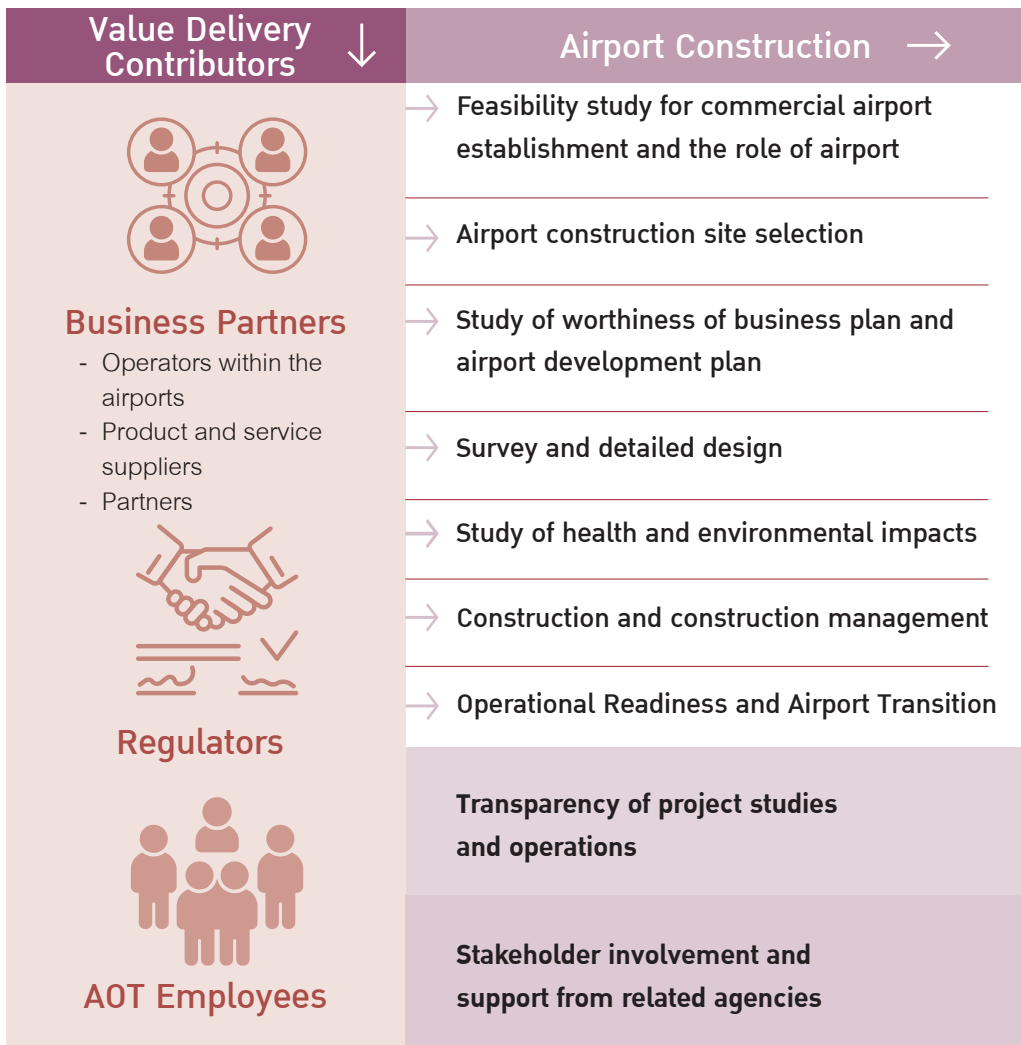 Value Delivery
Contributors
Business Partners
- Operators within the
airports
- Product and service
suppliers
- Partners
Regulators
AOT Employees
Airport Construction
Feasibility study for commercial airport
establishment and the role of airport
Airport construction site selection
Study of worthiness of business plan and
airport development plan
Survey and detailed design
Study of health and environmental impacts
Construction and construction management
Operational Readiness and Airport Transition
Transparency of project studies
and operations
Stakeholder involvement and
support from related agencies